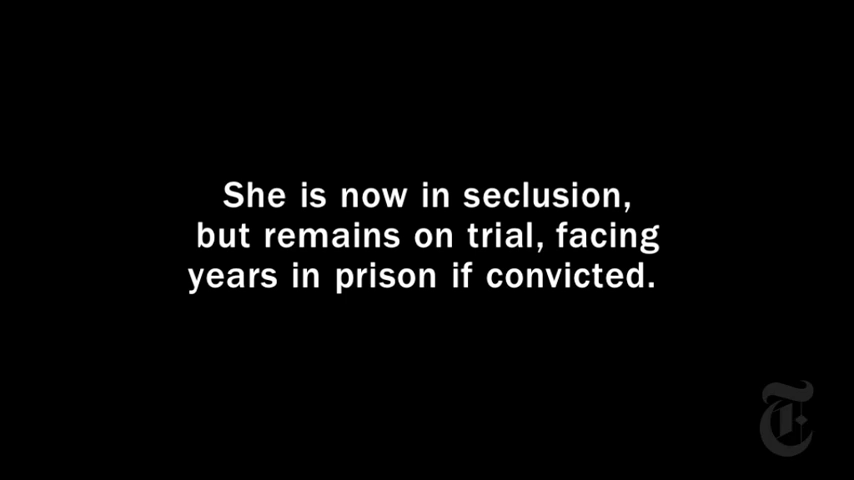 She is now in seclusion,
but remains on trial, facing
years in prison if convicted.
T